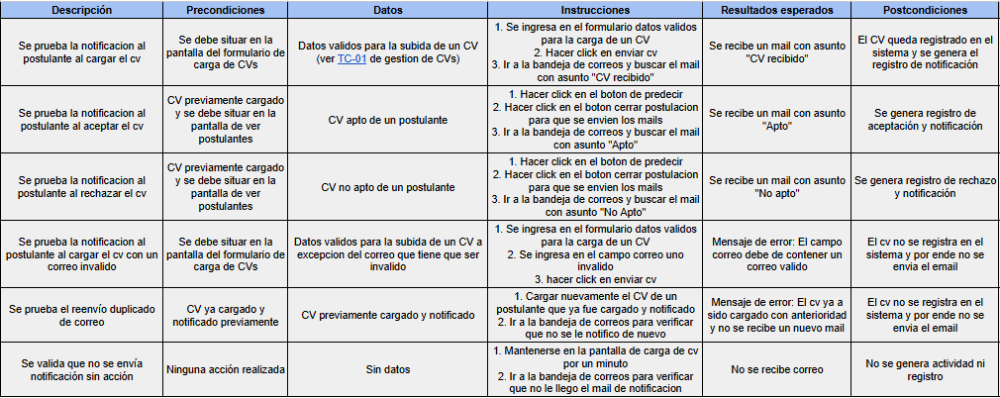 Descripción
Precondiciones
Datos
Instrucciones
Resultados esperados
Postcondiciones
Se prueba la notificacion al
postulante al cargar el cv
Se debe situar en la
pantalla del formulario de
carga de CVs
Datos validos para la subida de un CV
(ver TC-01 de gestion de CVs)
1. Se ingresa en el formulario datos validos
para la carga de un CV
2. Hacer click en enviar cv
3. Ir a la bandeja de correos y buscar el mail
con asunto "CV recibido"
Se recibe un mail con asunto
"CV recibido"
El CV queda registrado en el
sistema y se genera el
registro de notificación
Se prueba la notificacion al
postulante al aceptar el cv
CV previamente cargado
y se debe situar en la
pantalla de ver
postulantes
CV apto de un postulante
1. Hacer click en el boton de predecir
2. Hacer click en el boton cerrar postulacion
para que se envien los mails
3. Ir a la bandeja de correos y buscar el mail
con asunto "Apto"
Se recibe un mail con asunto
"Apto"
Se genera registro de
aceptación y notificación
Se prueba la notificacion al
postulante al rechazar el cv
CV previamente cargado
y se debe situar en la
pantalla de ver
postulantes
CV no apto de un postulante
1. Hacer click en el boton de predecir
2. Hacer click en el boton cerrar postulacion
para que se envien los mails
3. Ir a la bandeja de correos y buscar el mail
con asunto "No Apto"
Se recibe un mail con asunto
"No apto"
Se genera registro de rechazo
y notificación
Se prueba la notificacion al
postulante al cargar el cv con un
correo invalido
Se debe situar en la
pantalla del formulario de
carga de CVs
Datos validos para la subida de un CV a
excepcion del correo que tiene que ser
invalido
1. Se ingresa en el formulario datos validos
para la carga de un CV
2. Se ingresa en el campo correo uno
invalido
3. hacer click en enviar cv
Mensaje de error: El campo
correo debe de contener un
correo valido
El cv no se registra en el
sistema y por ende no se
envia el email
Se prueba el reenvío duplicado
de correo
CV ya cargado y
notificado previamente
CV previamente cargado y notificado
1. Cargar nuevamente el CV de un
postulante que ya fue cargado y notificado
2. Ir a la bandeja de correos para verificar
que no se le notifico de nuevo
Mensaje de error: El cv ya a
sido cargado con anterioridad
y no se recibe un nuevo mail
El cv no se registra en el
sistema y por ende no se
envia el email
Se valida que no se envía
notificación sin acción
Ninguna acción realizada
Sin datos
1. Mantenerse en la pantalla de carga de cv
por un minuto
2. Ir a la bandeja de correos para verificar
que no le llego el mail de notificacion
No se recibe correo
No se genera actividad ni
registro